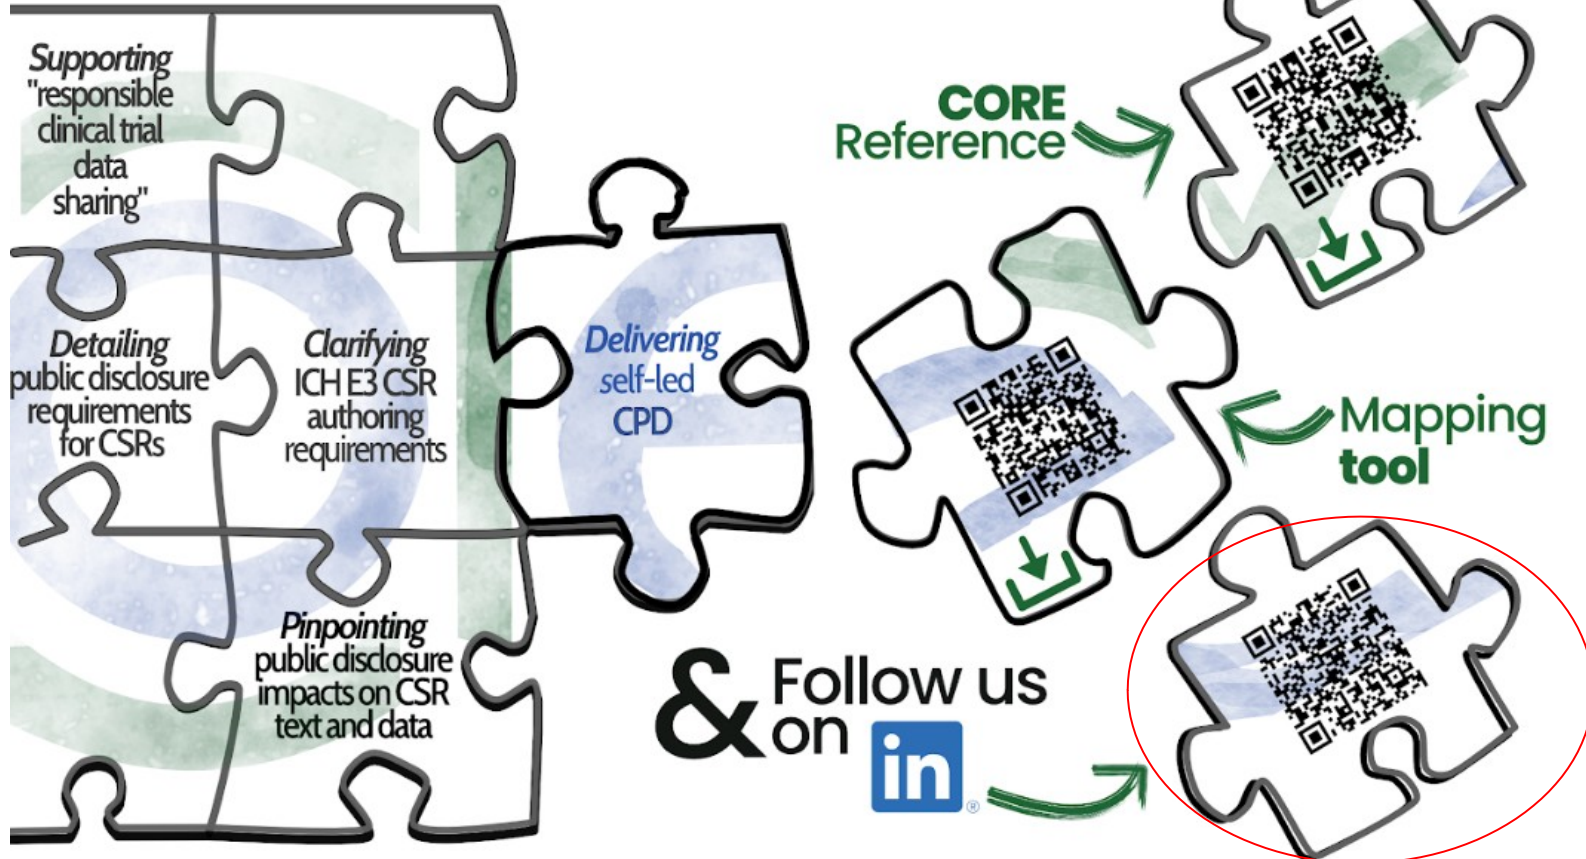 Supporting
"responsible
clinical trial
data
sharing"
Detailing
public disclosure
requirements
for CSRs
Clarifying
ICH E3 CSR
authoring
requirements
Delivering
self-led
CPD
Pinpointing
public disclosure
impacts on CSR
text and data
CORE
Reference
Mapping
tool
& Follow us
on in®